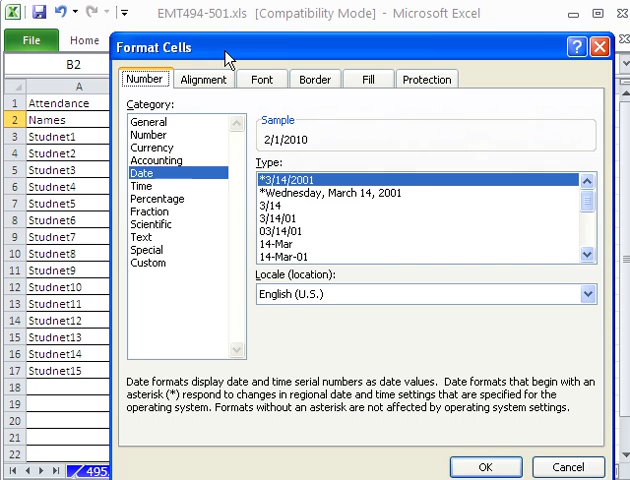 EMT494-501.xls [Compatibility Mode] - Microsoft Excel
File Home
B2
Format Cells
Number Alignment Font Border Fill Protection
Category:
General
Number
Currency
Accounting
Date
Time
Percentage
Fraction
Scientific
Text
Special
Custom
Sample
2/1/2010
Type:
*3/14/2001
*Wednesday, March 14, 2001
3/14
3/14/01
03/14/01
14-Mar
14-Mar-01
Locale (location):
English (U.S.)
Date formats display date and time serial numbers as date values. Date formats that begin with an
asterisk (*) respond to changes in regional date and time settings that are specified for the
operating system. Formats without an asterisk are not affected by operating system settings.
OK Cancel
A
1 Attendance
2 Names
3 Studnet1
4 Studnet2
5 Studnet3
6 Studnet4
7 Studnet5
8 Studnet6
9 Studnet7
10 Studnet8
11 Studnet9
12 Studnet10
13 Studnet11
14 Studnet12
15 Studnet13
16 Studnet14
17 Studnet15
18
19
20
21
22
495